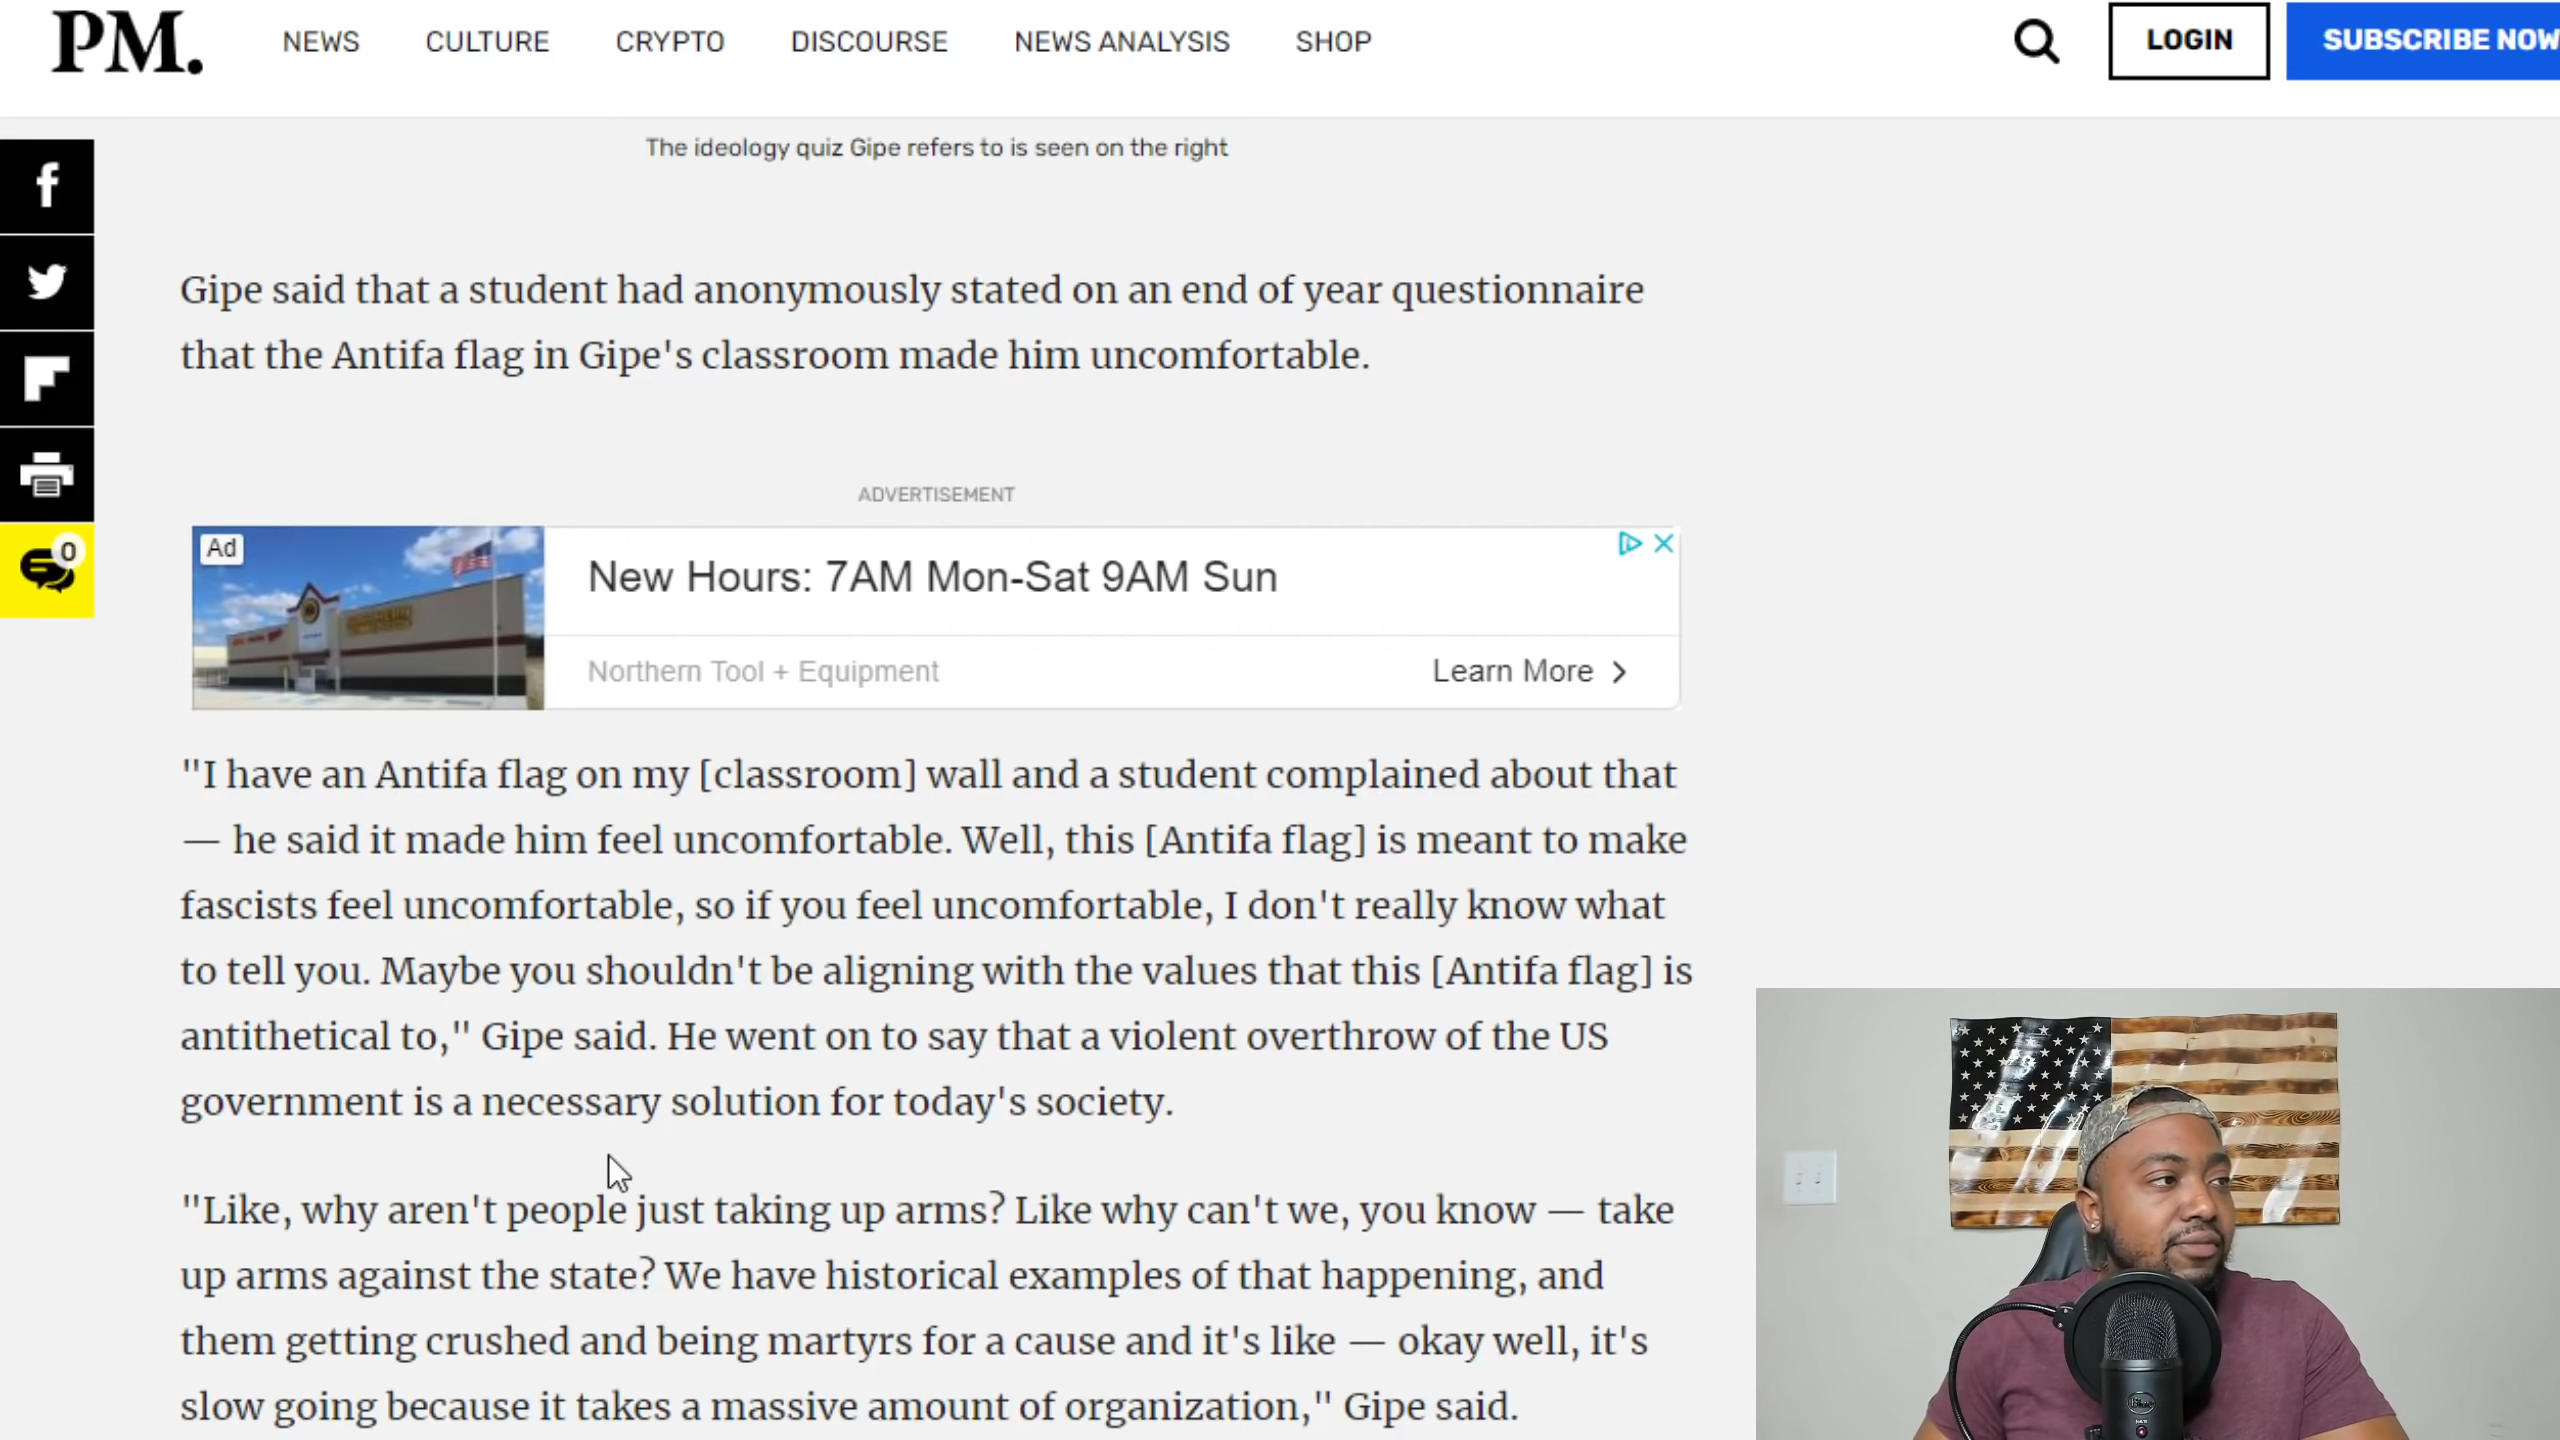 PM.
NEWS CULTURE CRYPTO DISCOURSE NEWS ANALYSIS SHOP
LOGIN
SUBSCRIBE NOW
The ideology quiz Gipe refers to is seen on the right
Gipe said that a student had anonymously stated on an end of year questionnaire
that the Antifa flag in Gipe's classroom made him uncomfortable.
0
ADVERTISEMENT
Ad
New Hours: 7AM Mon-Sat 9AM Sun
Northern Tool + Equipment
Learn More
"I have an Antifa flag on my [classroom] wall and a student complained about that
— he said it made him feel uncomfortable. Well, this [Antifa flag] is meant to make
fascists feel uncomfortable, so if you feel uncomfortable, I don't really know what
to tell you. Maybe you shouldn't be aligning with the values that this [Antifa flag] is
antithetical to," Gipe said. He went on to say that a violent overthrow of the US
government is a necessary solution for today's society.
"Like, why aren't people just taking up arms? Like why can't we, you know — take
up arms against the state? We have historical examples of that happening, and
them getting crushed and being martyrs for a cause and it's like — okay well, it's
slow going because it takes a massive amount of organization," Gipe said.